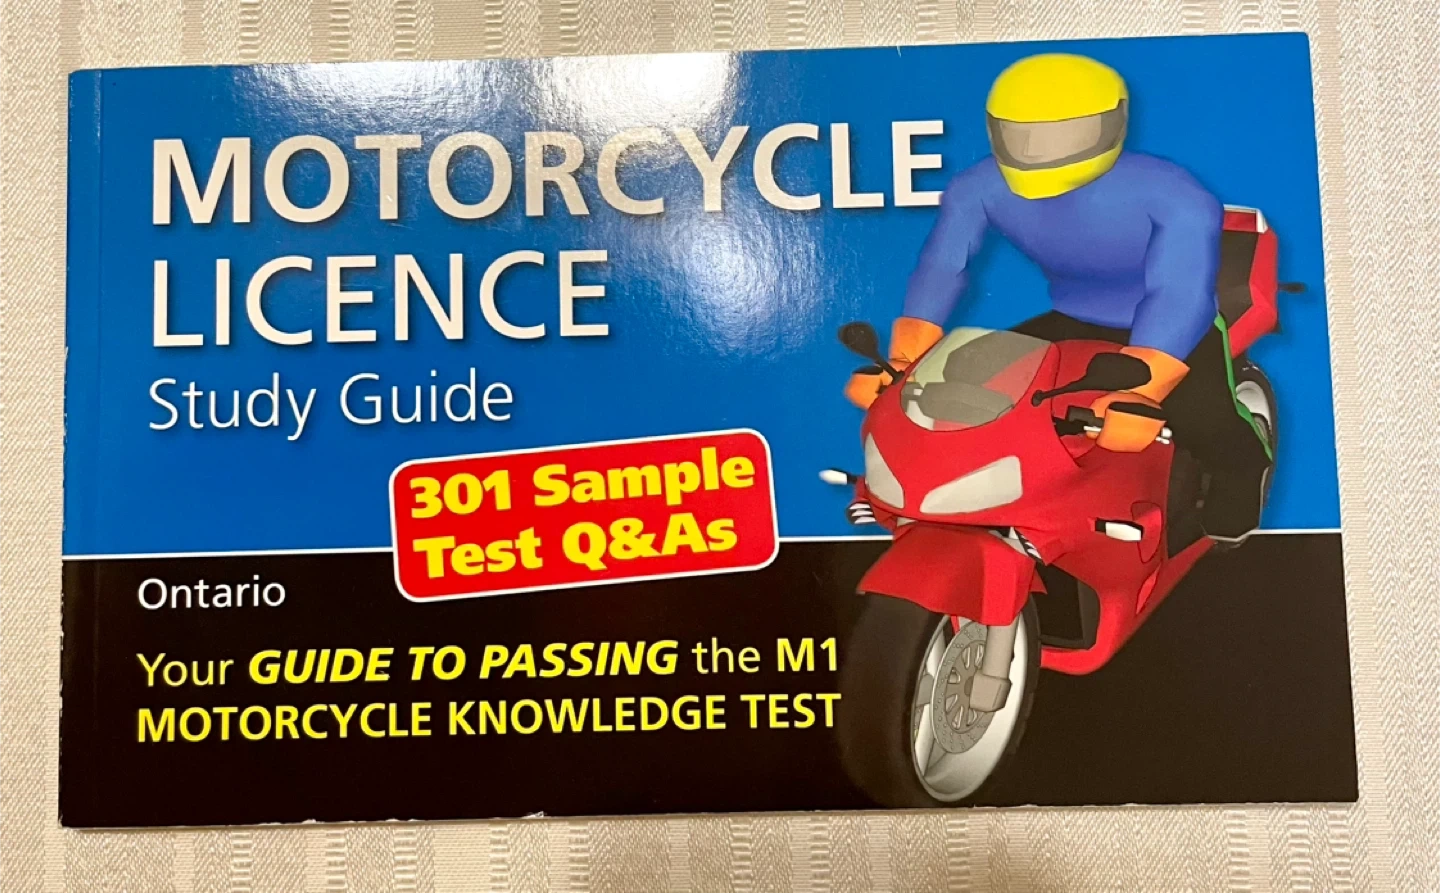 MOTORCYCLE
LICENCE
Study Guide
301 Sample
Test Q&As
Ontario
Your GUIDE TO PASSING the M1
MOTORCYCLE KNOWLEDGE TEST